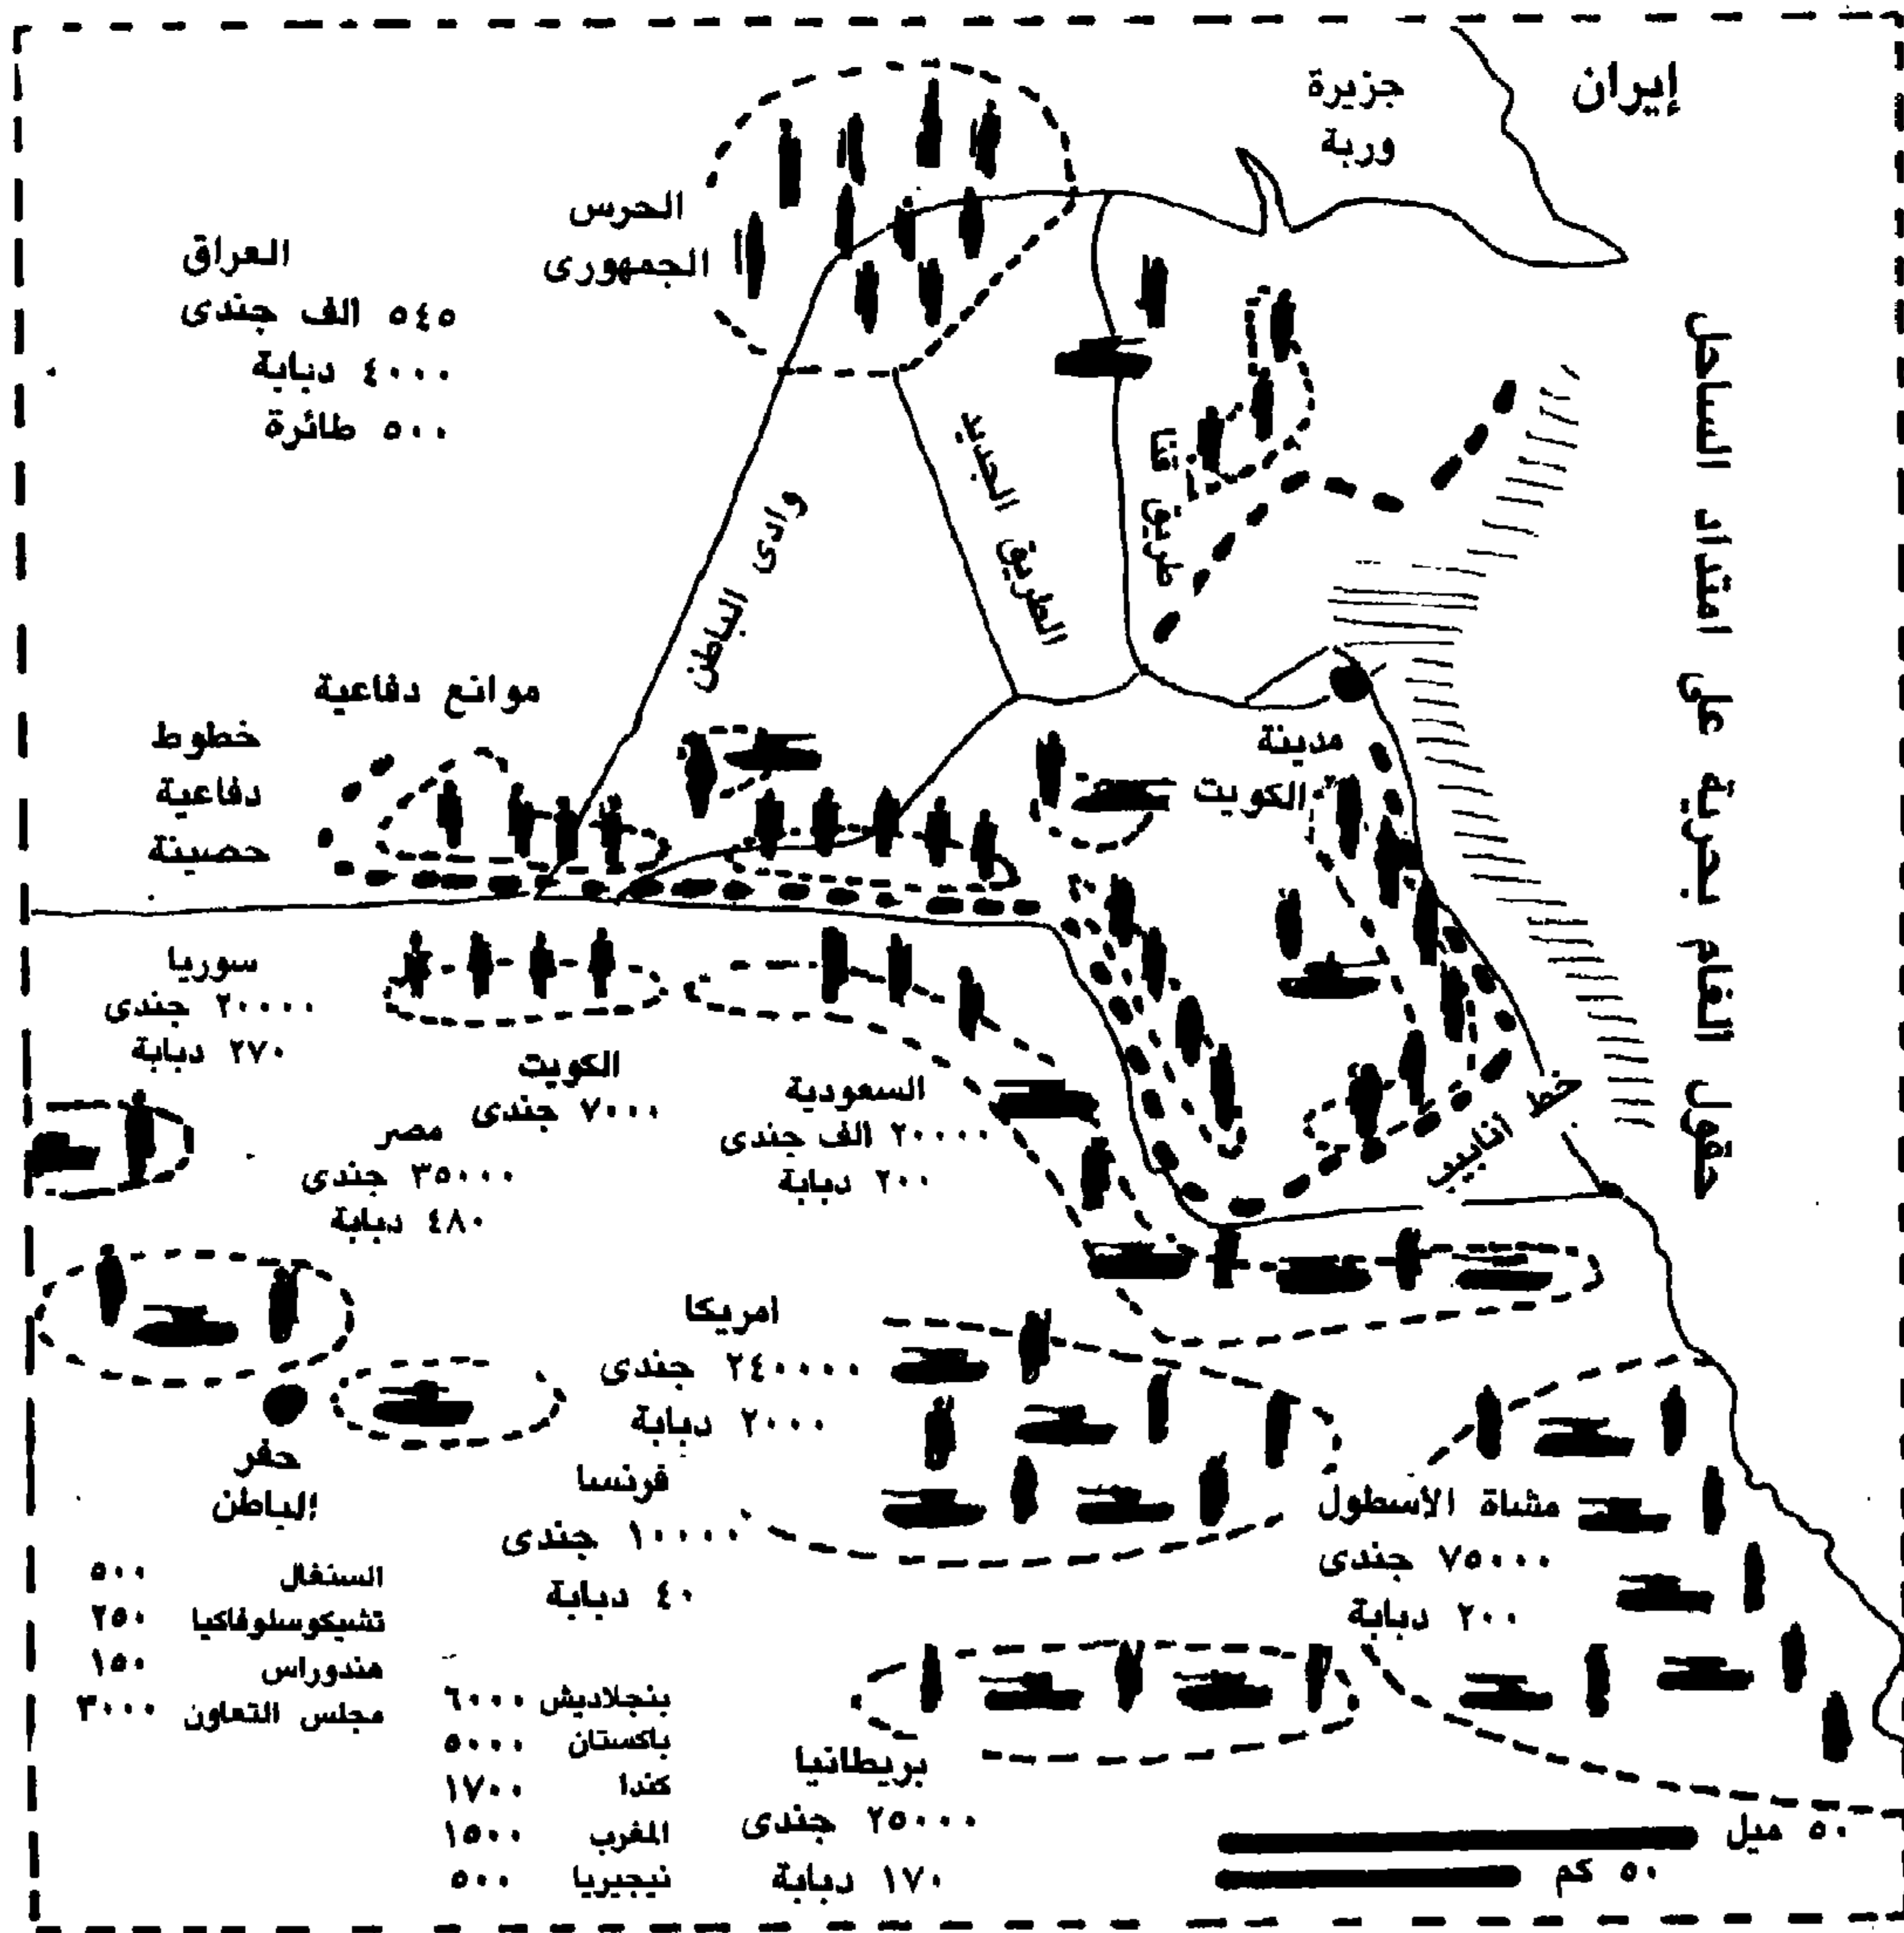 إيران
جزيرة
وربة
الحرس
الجمهورى
العراق
٥٤٥ الف جندى
٤٠٠٠ دبابة
٥٠٠ طائرة
حقول الغام بحرية على امتداد الساحل
الطريق الجديد
طريق
وادى الباطن
موانع دفاعية
خطوط
دفاعية
حصينة
مدينة
الكويت
سوريا
٢٠٠٠٠ جندى
٢٧٠ دبابة
الكويت
٧٠٠٠ جندى
السعودية
٢٠٠٠٠ الف جندى
٢٠٠ دبابة
خط انابيب
مصر
٣٥٠٠٠ جندى
٤٨٠ دبابة
امريكا
٢٤٠٠٠٠ جندى
٢٠٠٠ دبابة
حفر
الباطن
فرنسا
١٠٠٠٠ جندى
٤٠ دبابة
مشاة الأسطول
٧٥٠٠٠ جندى
٢٠٠ دبابة
السنغال ٥٠٠
تشيكوسلوفاكيا ٢٥٠
هندوراس ١٥٠
مجلس التعاون ٣٠٠٠
بنجلاديش ٦٠٠٠
باكستان ٥٠٠٠
كندا ١٧٠٠
المغرب ١٥٠٠
نيجيريا ٥٠٠
بريطانيا
٢٥٠٠٠ جندى
١٧٠ دبابة
٥٠ ميل
٥٠ كم